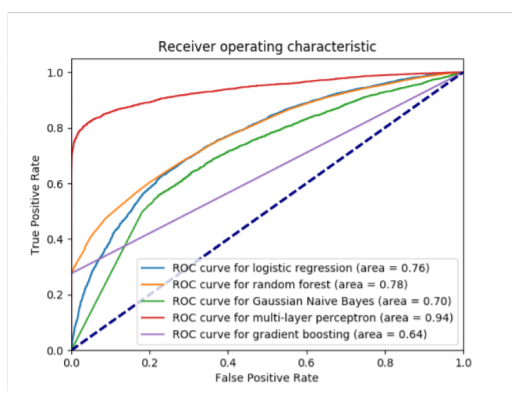 Receiver operating characteristic
1.0
0.8
0.6
0.4
0.2
0.0
True Positive Rate
ROC curve for logistic regression (area = 0.76)
ROC curve for random forest (area = 0.78)
ROC curve for Gaussian Naive Bayes (area = 0.70)
ROC curve for multi-layer perceptron (area = 0.94)
ROC curve for gradient boosting (area = 0.64)
0.0 0.2 0.4 0.6 0.8 1.0
False Positive Rate